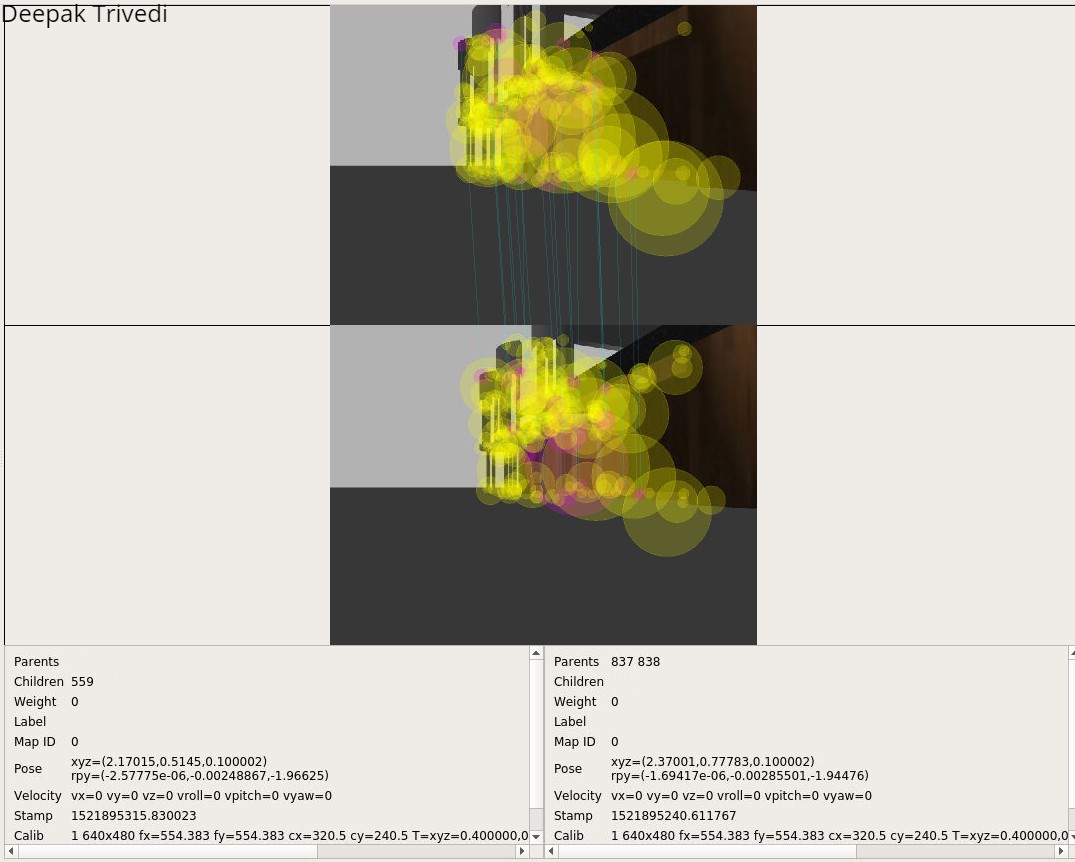 Deepak Trivedi
Parents
Children 559
Weight 0
Label
Map ID 0
Pose xyz=(2.17015,0.5145,0.100002)
rpy=(-2.57775e-06,-0.00248867,-1.96625)
Velocity vx=0 vy=0 vz=0 vroll=0 vpitch=0 vyaw=0
Stamp 1521895315.830023
Calib 1 640x480 fx=554.383 fy=554.383 cx=320.5 cy=240.5 T=xyz=0.400000,0
Parents 837 838
Children
Weight 0
Label
Map ID 0
Pose xyz=(2.37001,0.77783,0.100002)
rpy=(-1.69417e-06,-0.00285501,-1.94476)
Velocity vx=0 vy=0 vz=0 vroll=0 vpitch=0 vyaw=0
Stamp 1521895240.611767
Calib 1 640x480 fx=554.383 fy=554.383 cx=320.5 cy=240.5 T=xyz=0.400000,0